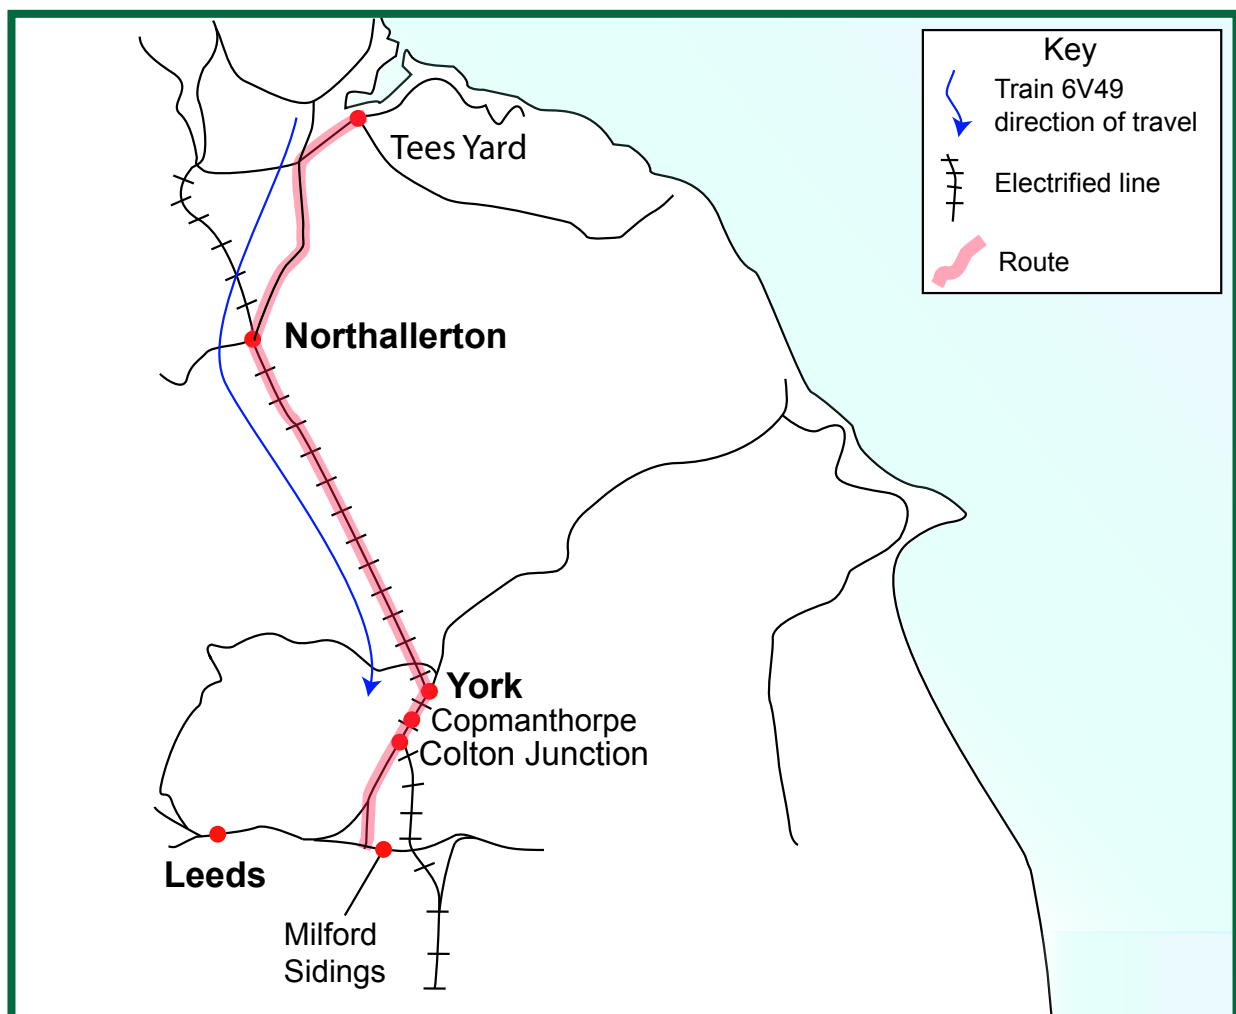 Key
Train 6V49
direction of travel
Electrified line
Route
Tees Yard
Northallerton
York
Copmanthorpe
Colton Junction
Leeds
Milford
Sidings